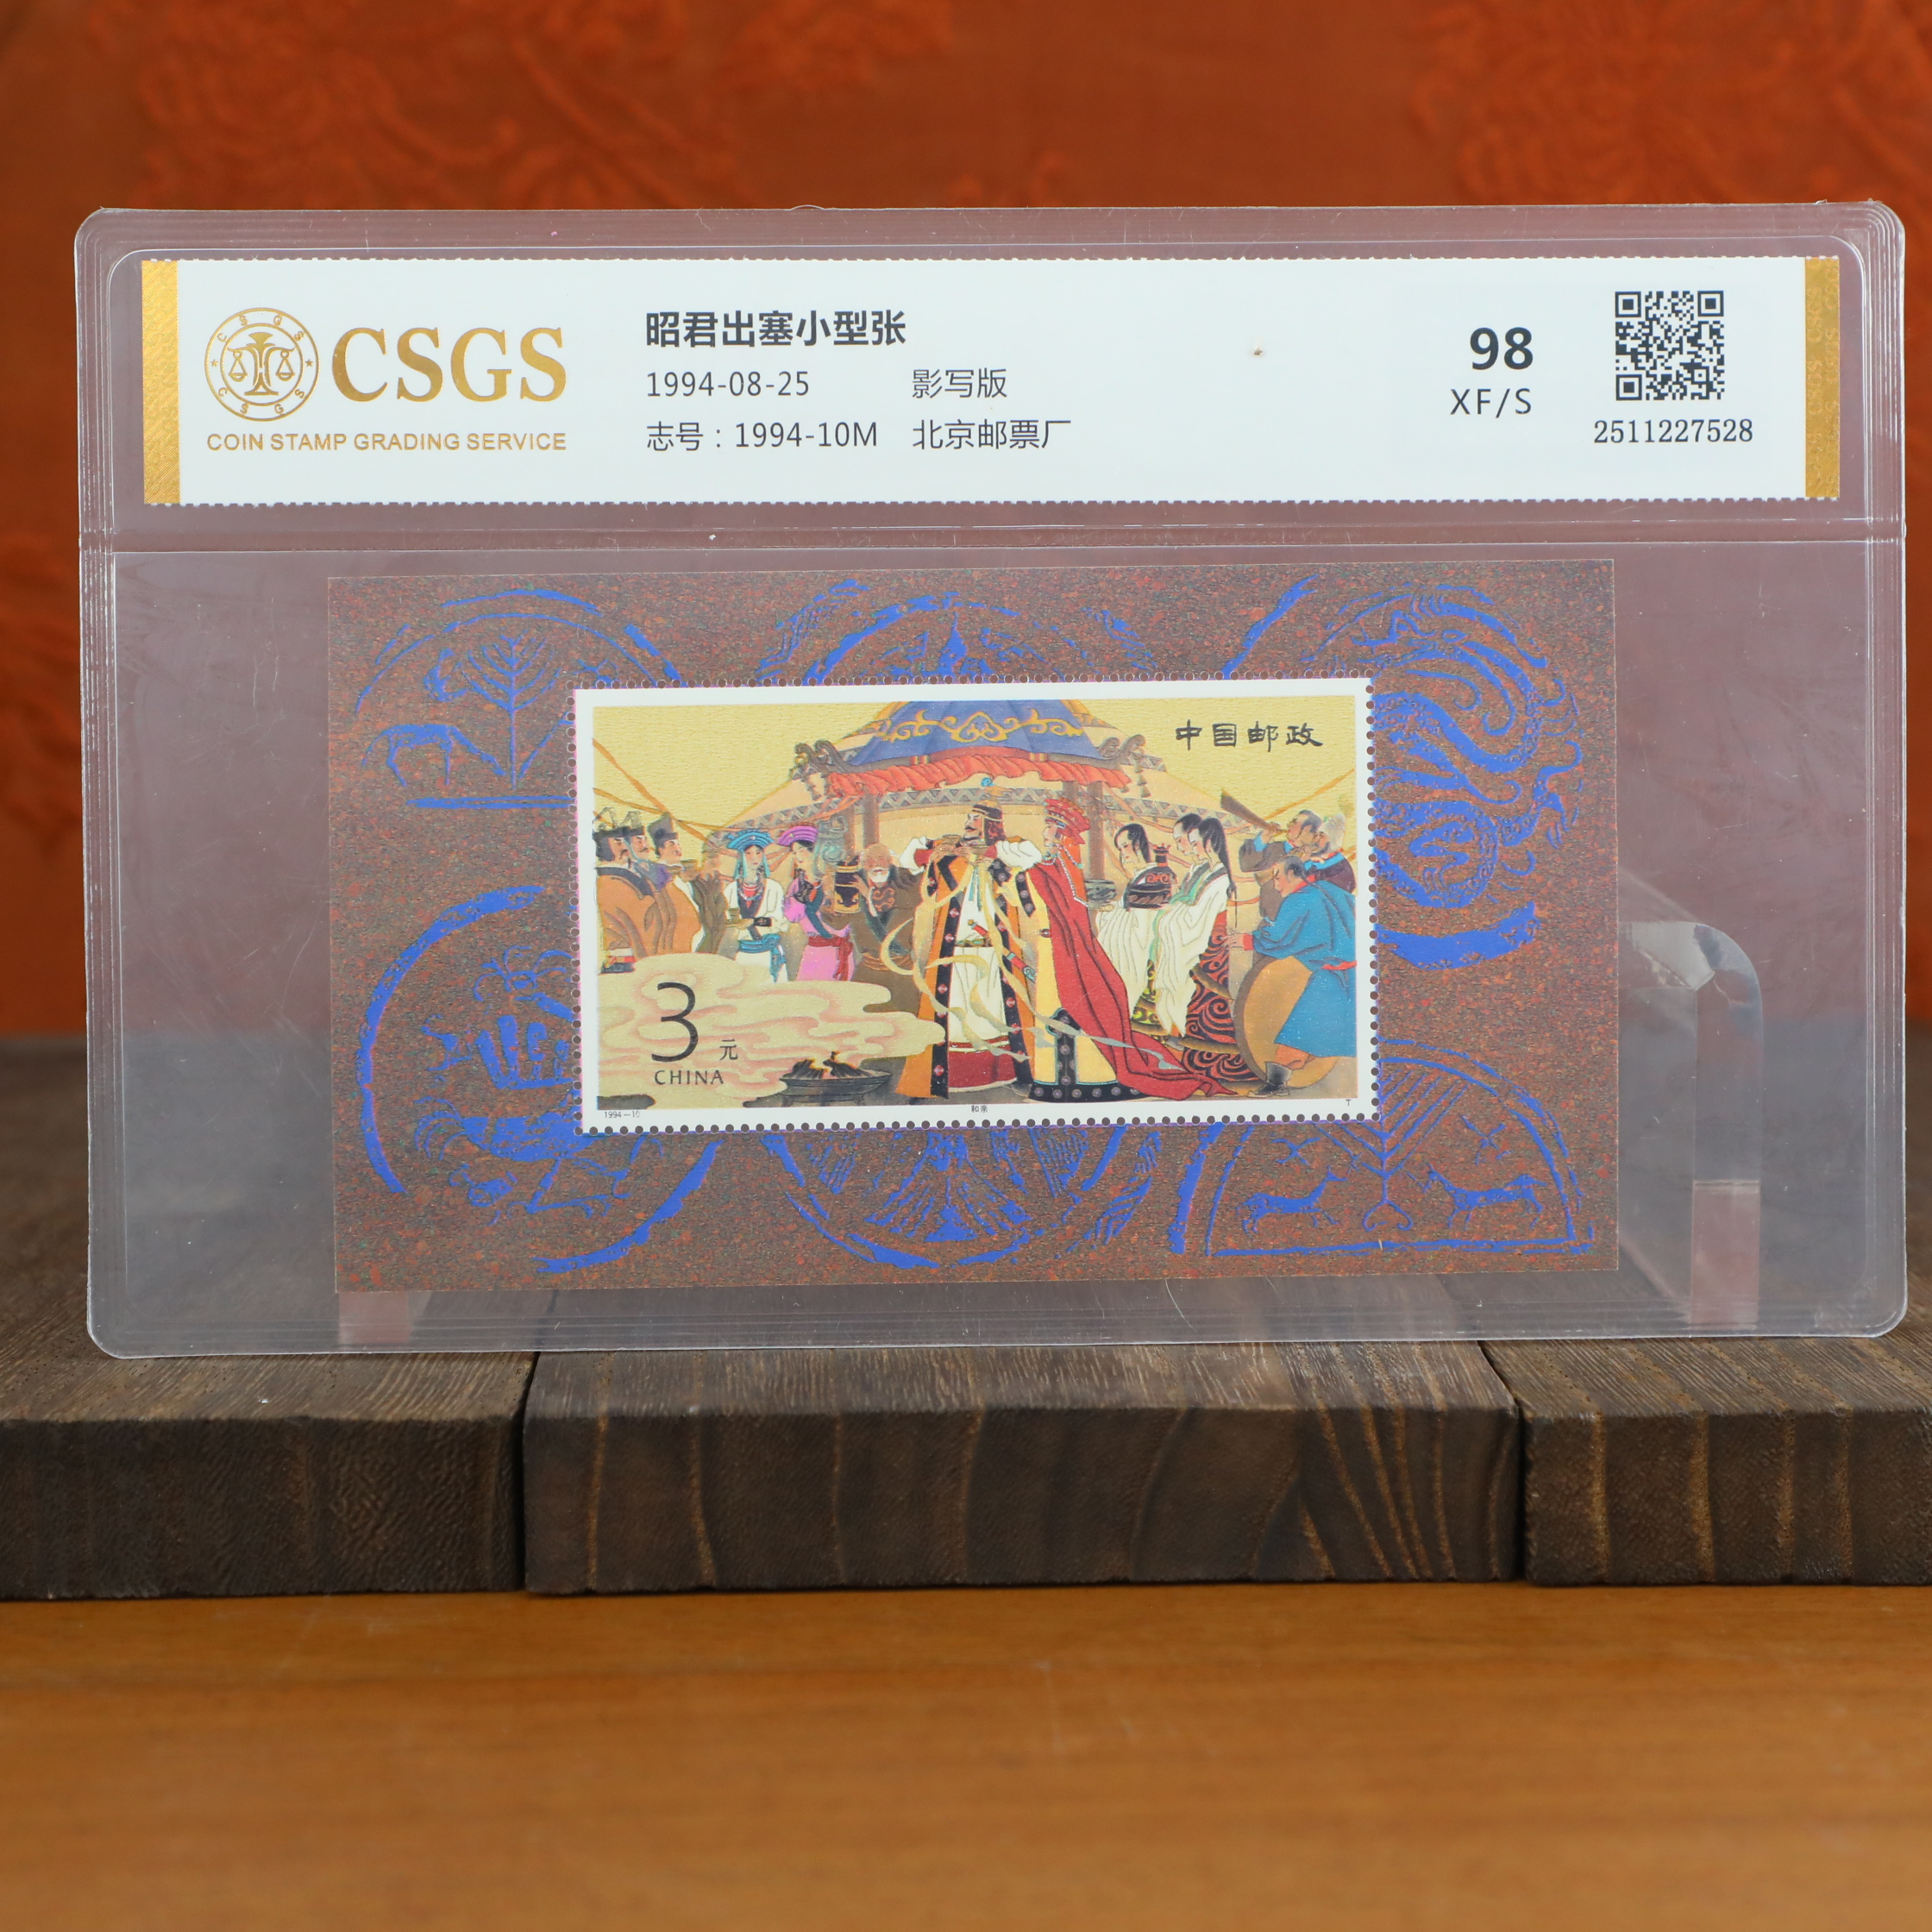 CSGS
COIN STAMP GRADING SERVICE
昭君出塞小型张
1994-08-25 影写版
志号：1994-10M 北京邮票厂
98
XF/S
2511227528
中国邮政
3元
CHINA
1994—10 和亲 T